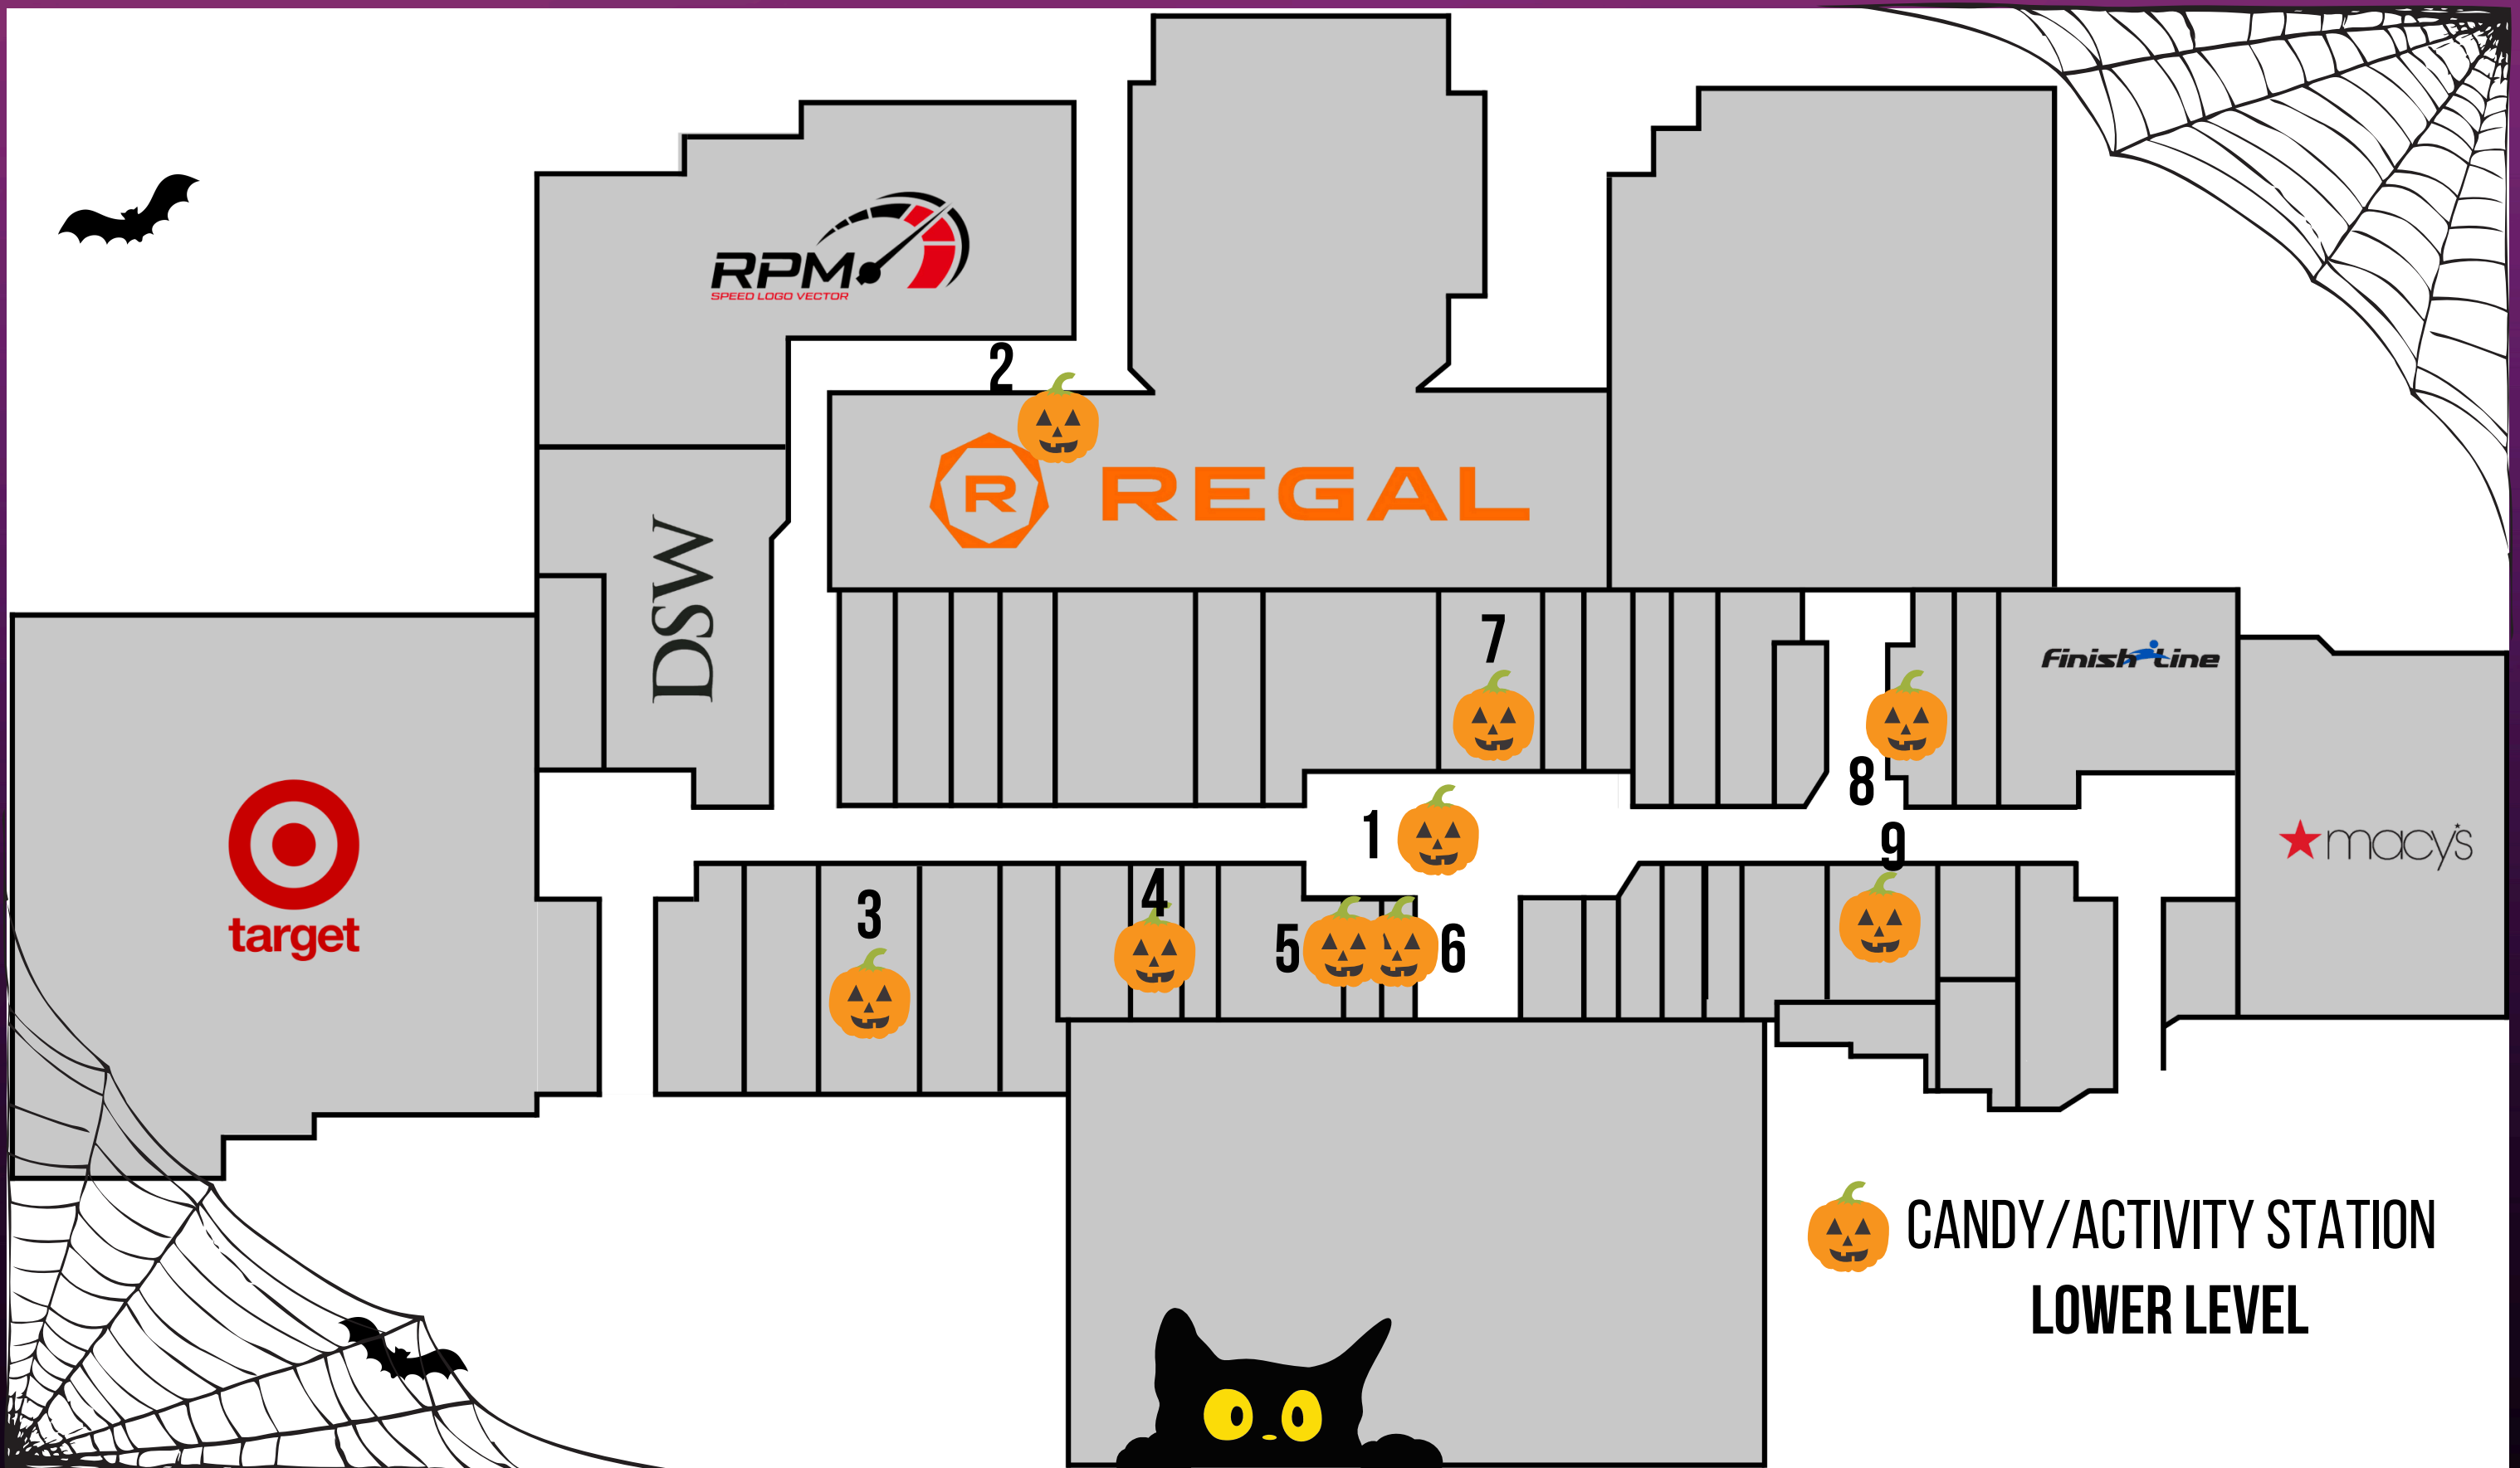 RPM
SPEED LOGO VECTOR
2
R REGAL
DSW
7
Finish Line
8
1
9
macy's
target
3
4
5
6
CANDY/ACTIVITY STATION
LOWER LEVEL